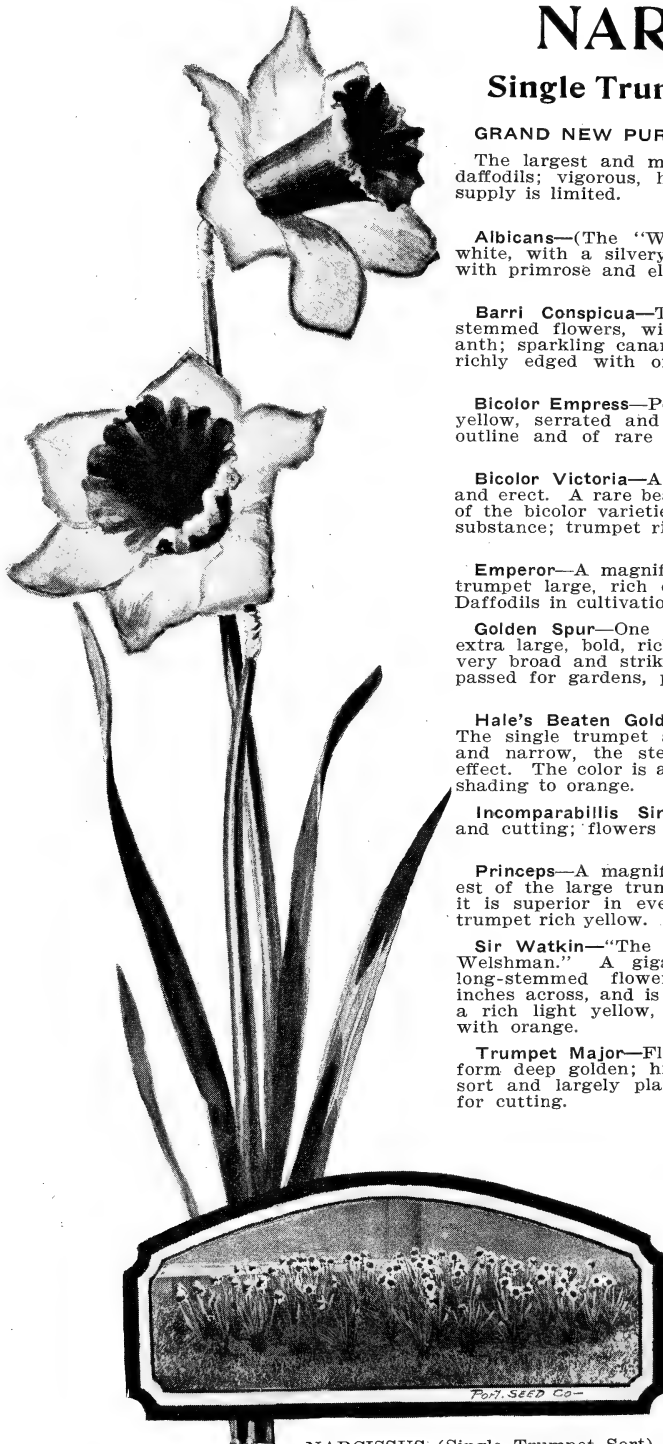 NAR
Single Trum
GRAND NEW PUR
The largest and m
daffodils; vigorous, h
supply is limited.
Albicans—(The "W
white, with a silvery
with primrose and el
Barri Conspicua—T
stemmed flowers, wi
anth; sparkling canar
richly edged with o
Bicolor Empress—P
yellow, serrated and
outline and of rare
Bicolor Victoria—A
and erect. A rare bea
of the bicolor varietie
substance; trumpet ri
Emperor—A magnif
trumpet large, rich
Daffodils in cultivatio
Golden Spur—One
extra large, bold, ric
very broad and strik
passed for gardens, p
Hale's Beaten Gold
The single trumpet
and narrow, the ste
effect. The color is a
shading to orange.
Incomparabillis Sin
and cutting; flowers
Princeps—A magnif
est of the large trum
it is superior in eve
trumpet rich yellow.
Sir Watkin—"The
Welshman." A giga
long-stemmed flower
inches across, and is
a rich light yellow,
with orange.
Trumpet Major—Fl
form deep golden; hi
sort and largely pla
for cutting.
Port. SEED Co—
NARCISSUS (Single Trumpet Sort)